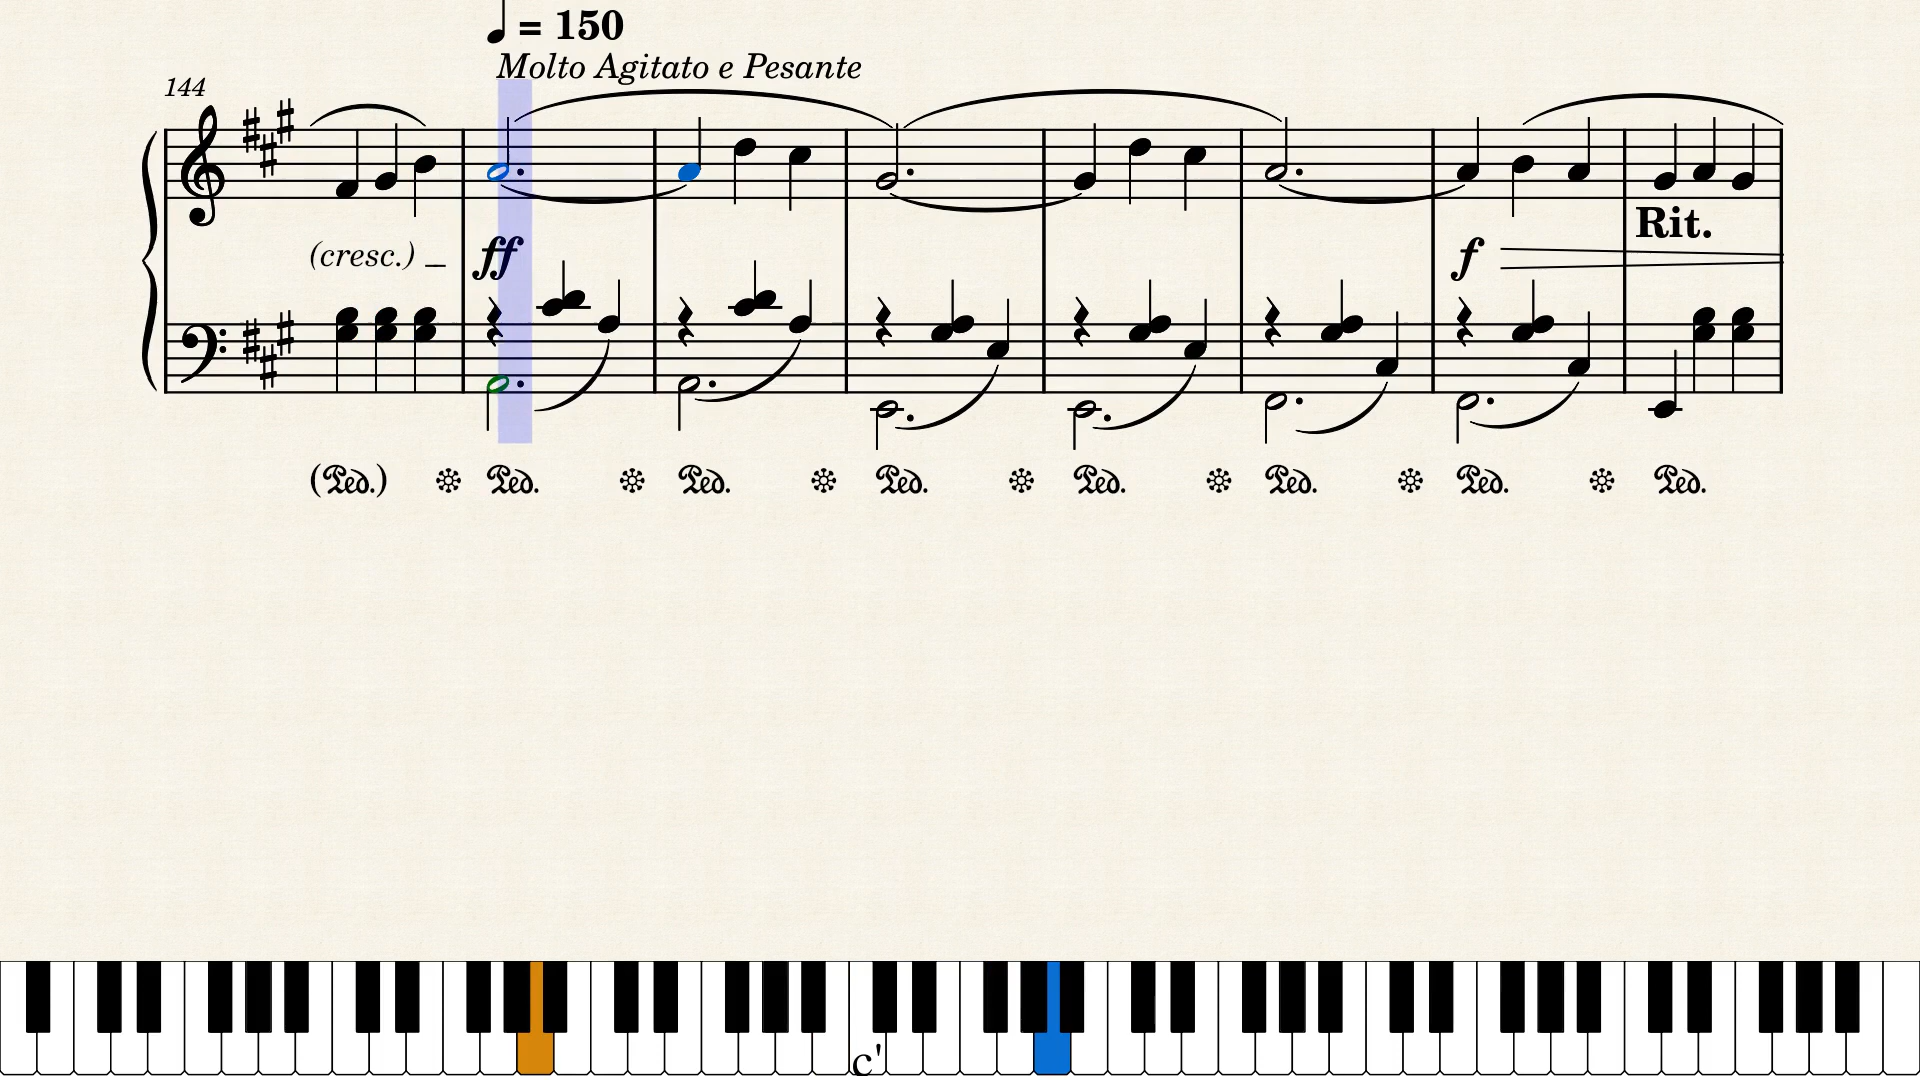 ♩ = 150
Molto Agitato e Pesante
144
(cresc.) _
ff
f
Rit.
(Ped.) Ped. Ped. Ped. Ped. Ped. Ped. Ped.
c'